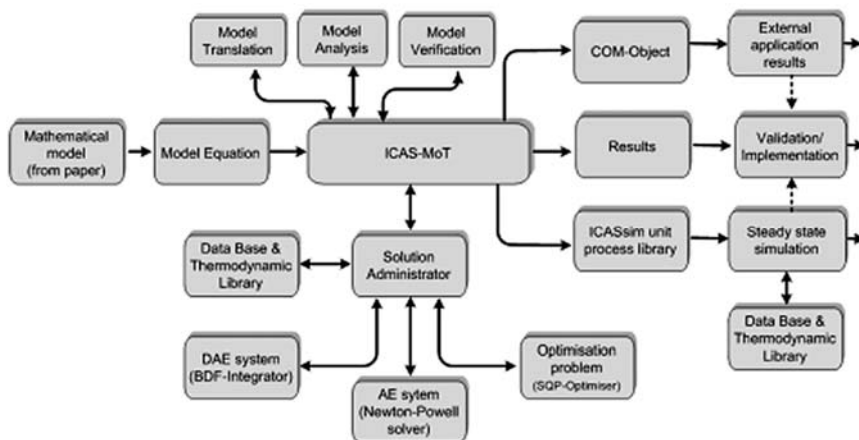 Model
Translation
Model
Analysis
Model
Verification
COM-Object
External
application
results
Mathematical
model
(from paper)
Model Equation
ICAS-MoT
Results
Validation/
Implementation
Data Base &
Thermodynamic
Library
Solution
Administrator
ICASsim unit
process library
Steady state
simulation
DAE system
(BDF-Integrator)
AE sytem
(Newton-Powell
solver)
Optimisation
problem
(SQP-Optimiser)
Data Base &
Thermodynamic
Library